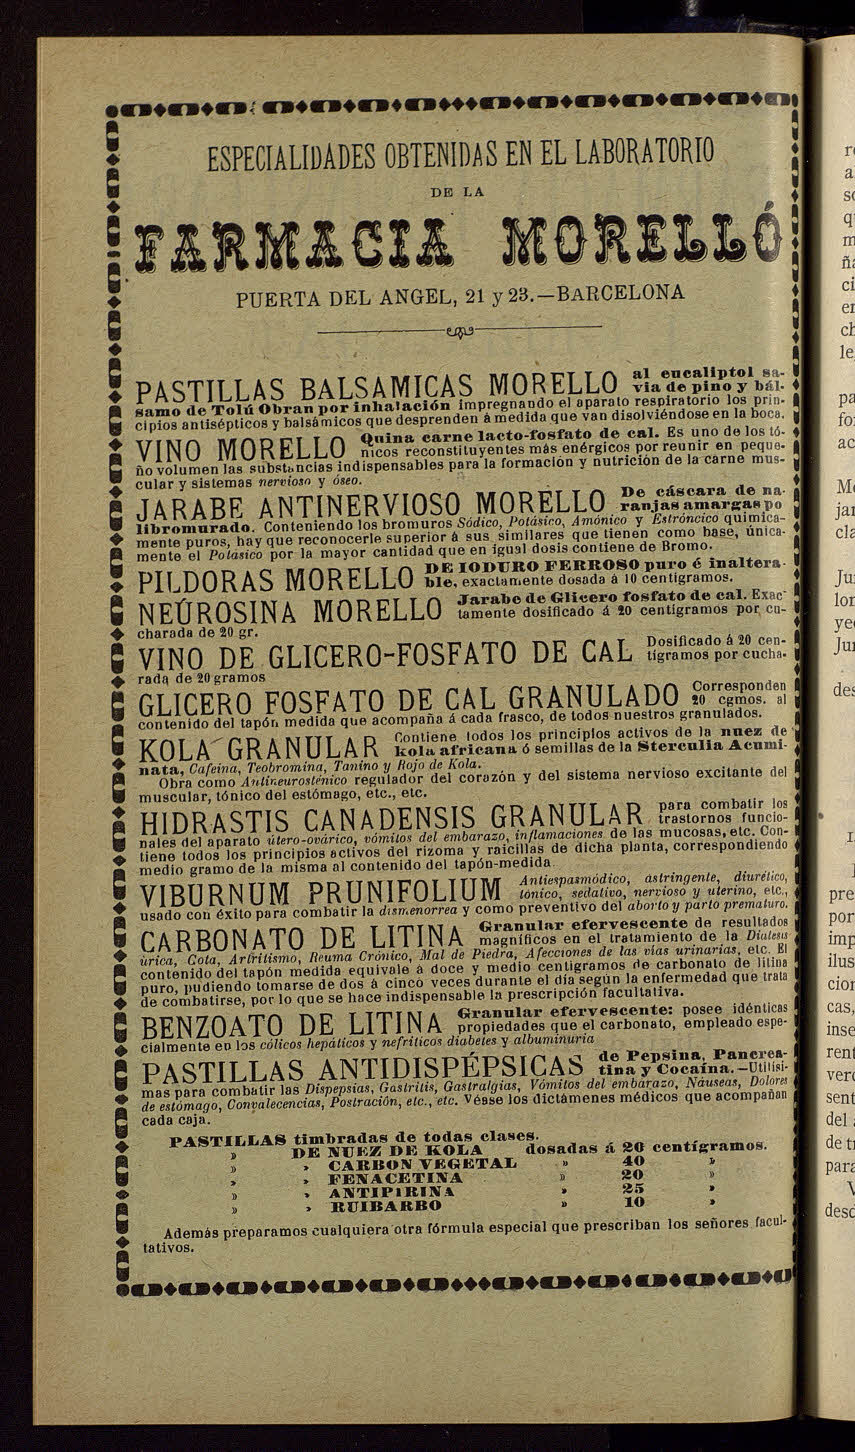 ESPECIALIDADES OBTENIDAS EN EL LABORATORIO
DE LA
FARMACIA MORELLÓ
PUERTA DEL ANGEL, 21 y 23.—BARCELONA
PASTILLAS BALSAMICAS MORELLO al eucaliptol sa-
via de pino y bál-
samo de Tolú Obran por inhalación impregnando el aparato respiratorio los prin-
cipios antisépticos y balsámicos que desprenden á medida que van disolviéndose en la boca.
VINO MORELLO Quina carne lacto-fosfato de cal. Es uno de los tó-
nicos reconstituyentes más enérgicos por reunir en peque-
ño volumen las substancias indispensables para la formación y nutrición de la carne mus-
cular y sistemas nervioso y óseo.
JARABE ANTINERVIOSO MORELLO De cáscara de na-
ranjas amargas po
libromurado. Conteniendo los bromuros Sódico, Potásico, Amónico y Estróncico química-
mente puros, hay que reconocerle superior á sus similares que tienen como base, única-
mente el Potásico por la mayor cantidad que en igual dosis contiene de Bromo.
PILDORAS MORELLO DE IODURO FERROSO puro é inaltera-
ble, exactamente dosada á 10 centigramos.
NEÚROSINA MORELLO Jarabe de Glicero fosfato de cal. Exac-
tamente dosificado á 20 centigramos por cu-
charada de 20 gr.
VINO DE GLICERO-FOSFATO DE CAL Dosificado á 20 cen-
tigramos por cucha-
rada de 20 gramos
GLICERO FOSFATO DE CAL GRANULADO Corresponden
20 cgmos. al
contenido del tapón medida que acompaña á cada frasco, de todos nuestros granulados.
KOLA GRANULAR Contiene todos los principios activos de la nuez de
kola africana ó semillas de la Sterculia Acumi-
nata, Cafeina, Teobromina, Tanino y Rojo de Kola.
Obra como Antineurosténico regulador del corazón y del sistema nervioso excitante del
muscular, tónico del estómago, etc., etc.
HIDRASTIS CANADENSIS GRANULAR para combatir los
trastornos funcio-
nales del aparato útero-ovárico, vómitos del embarazo, inflamaciones de las mucosas, etc. Con-
tiene todos los principios activos del rizoma y raicillas de dicha planta, correspondiendo
medio gramo de la misma al contenido del tapón-medida.
VIBURNUM PRUNIFOLIUM Antiespasmódico, astringente, diurético,
tónico, sedativo, nervioso y uterino, etc.,
usado con éxito para combatir la dismenorrea y como preventivo del aborto y parto prematuro.
CARBONATO DE LITINA Granular efervescente de resultados
magníficos en el tratamiento de la Diatesis
úrica, Gota, Artritismo, Reuma Crónico, Mal de Piedra, Afecciones de las vías urinarias, etc. El
contenido del tapón medida equivale á doce y medio centigramos de carbonato de litina
puro, pudiendo tomarse de dos á cinco veces durante el día según la enfermedad que trata
de combatirse, por lo que se hace indispensable la prescripción facultativa.
BENZOATO DE LITINA Granular efervescente: posee idénticas
propiedades que el carbonato, empleado espe-
cialmente en los cólicos hepáticos y nefríticos diabetes y albuminuria
PASTILLAS ANTIDISPÉPSICAS de Pepsina, Pancrea-
tina y Cocaína.—Utilísi-
mas para combatir las Dispepsias, Gastritis, Gastralgias, Vómitos del embarazo, Náuseas, Dolores
de estómago, Convalecencias, Postración, etc., etc. Véase los dictámenes médicos que acompañan
cada caja.
PASTILLAS timbradas de todas clases.
» DE NUEZ DE KOLA dosadas á 20 centígramos.
» » CARBON VEGETAL » 40 »
» » FENACETINA » 20 »
» » ANTIPIRINA » 25 »
» » RUIBARBO » 10 »
Además preparamos cualquiera otra fórmula especial que prescriban los señores facul-
tativos.